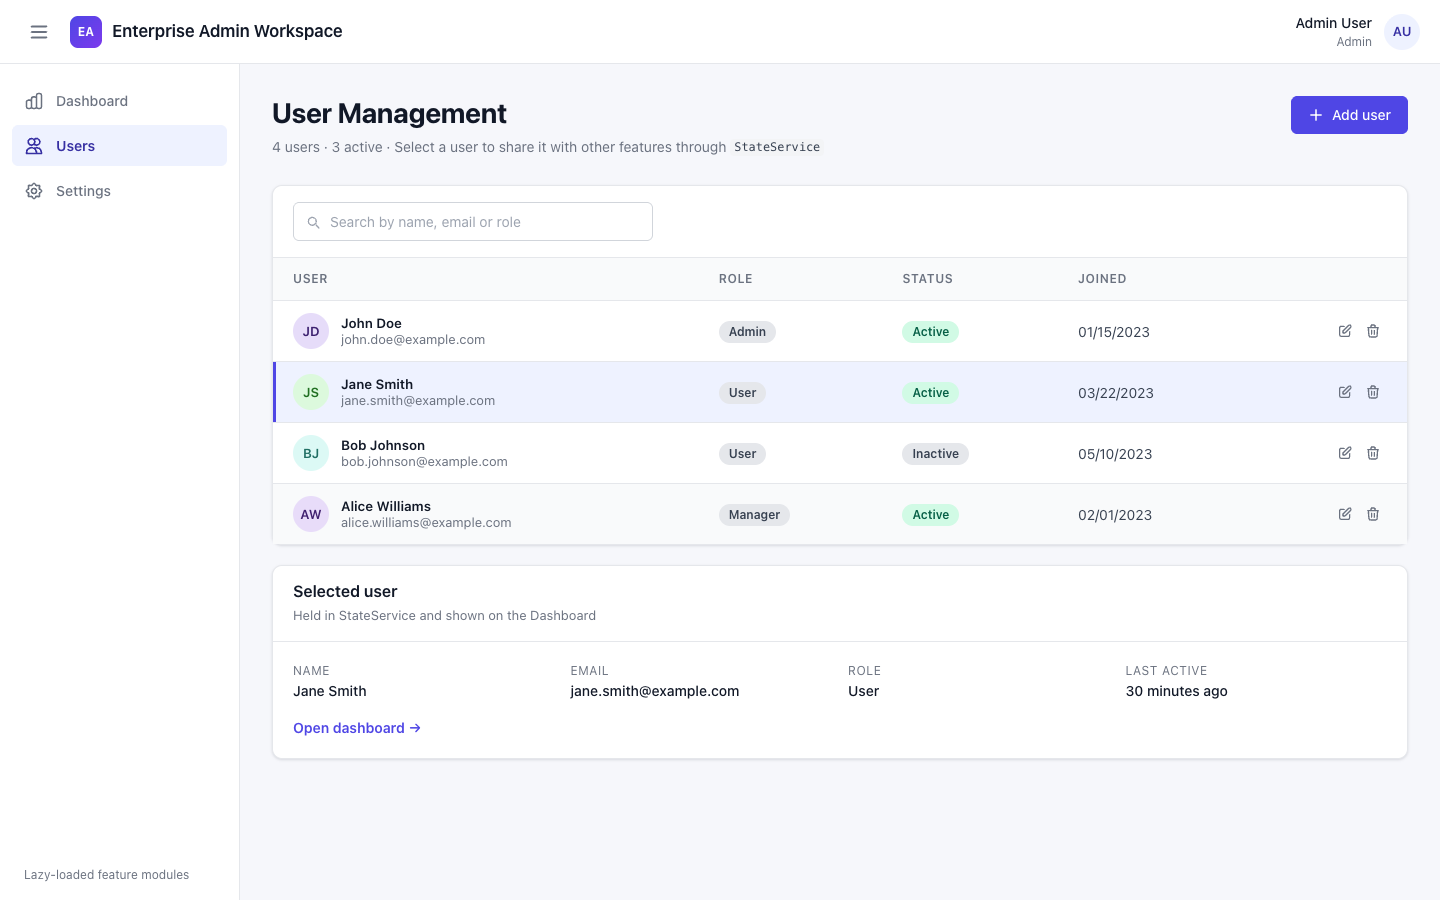 EA Enterprise Admin Workspace
Admin User
Admin
AU
Dashboard
Users
Settings
Lazy-loaded feature modules
User Management
4 users · 3 active · Select a user to share it with other features through StateService
Add user
Search by name, email or role
USER ROLE STATUS JOINED
JD John Doe
john.doe@example.com
Admin Active 01/15/2023
JS Jane Smith
jane.smith@example.com
User Active 03/22/2023
BJ Bob Johnson
bob.johnson@example.com
User Inactive 05/10/2023
AW Alice Williams
alice.williams@example.com
Manager Active 02/01/2023
Selected user
Held in StateService and shown on the Dashboard
NAME EMAIL ROLE LAST ACTIVE
Jane Smith jane.smith@example.com User 30 minutes ago
Open dashboard →